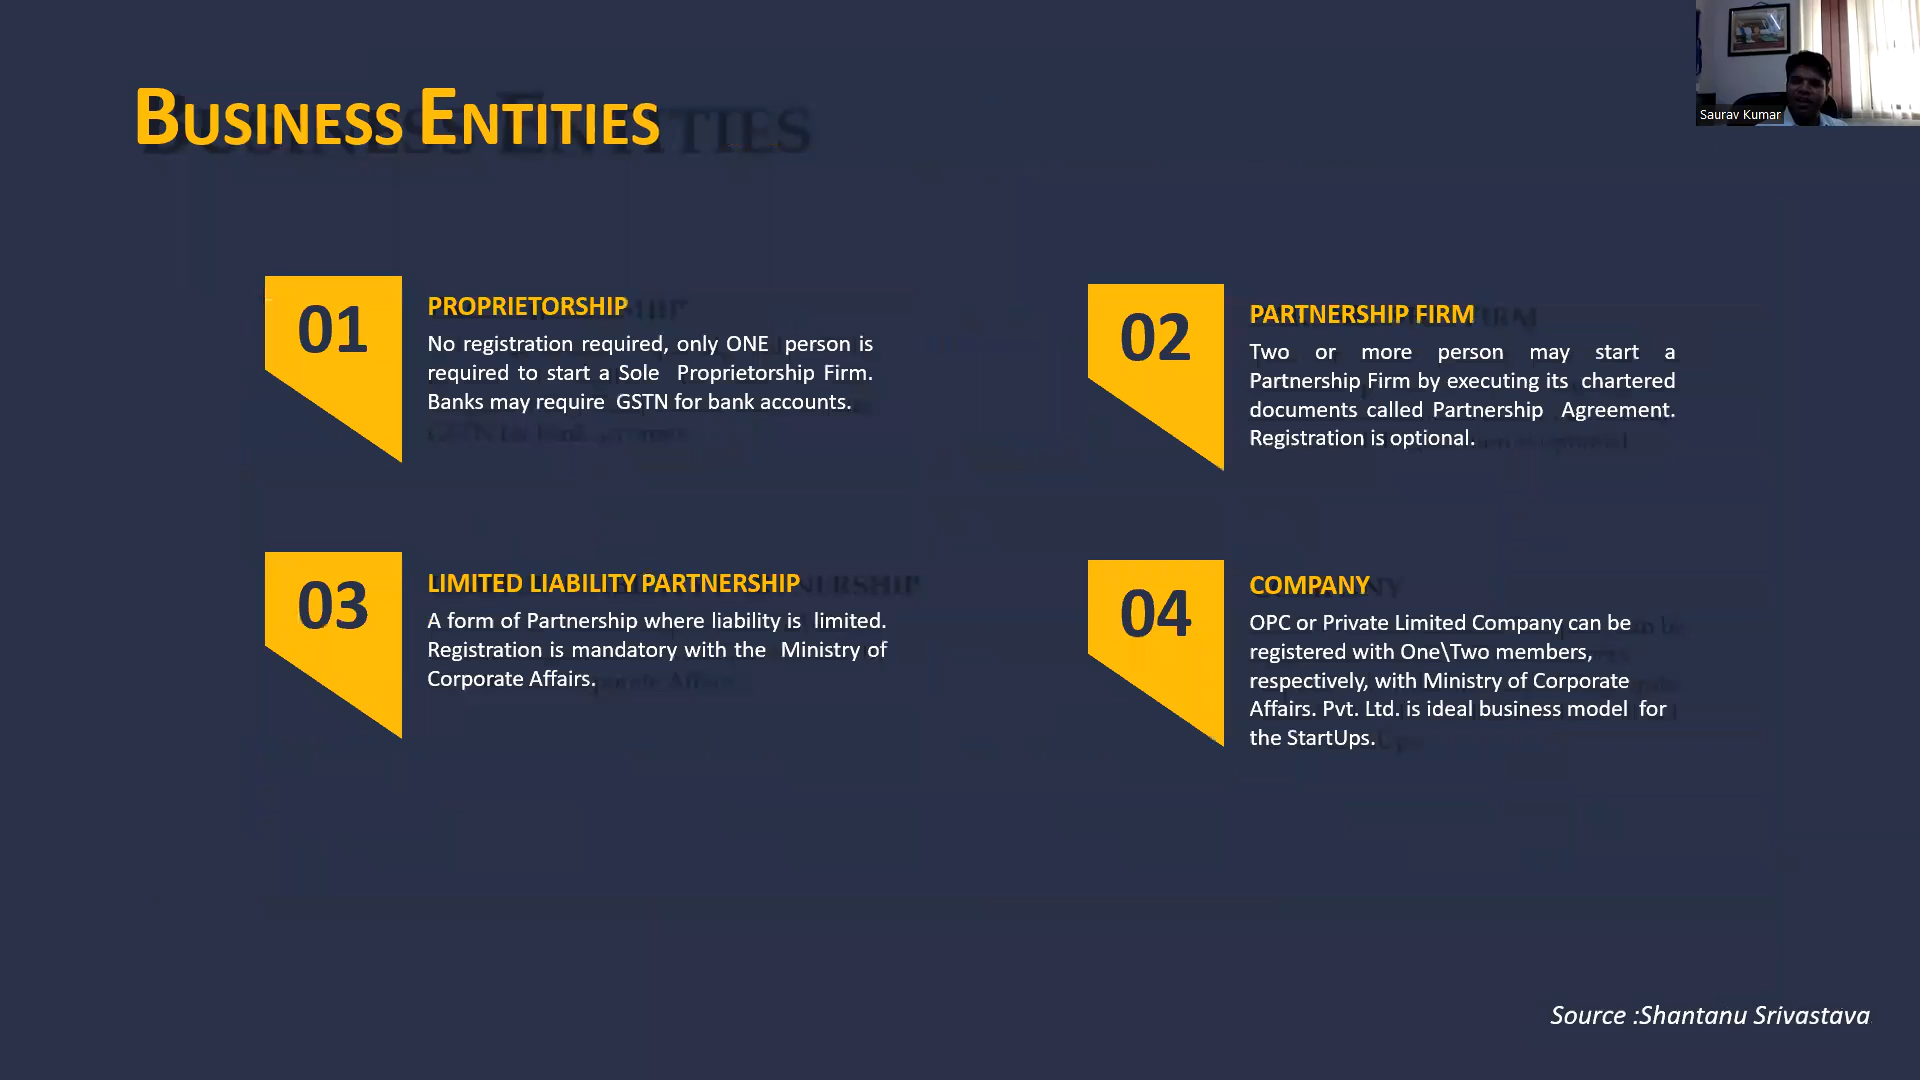 Saurav Kumar
BUSINESS ENTITIES
01
PROPRIETORSHIP
No registration required, only ONE person is
required to start a Sole Proprietorship Firm.
Banks may require GSTN for bank accounts.
02
PARTNERSHIP FIRM
Two or more person may start a
Partnership Firm by executing its chartered
documents called Partnership Agreement.
Registration is optional.
03
LIMITED LIABILITY PARTNERSHIP
A form of Partnership where liability is limited.
Registration is mandatory with the Ministry of
Corporate Affairs.
04
COMPANY
OPC or Private Limited Company can be
registered with One\Two members,
respectively, with Ministry of Corporate
Affairs. Pvt. Ltd. is ideal business model for
the StartUps.
Source :Shantanu Srivastava